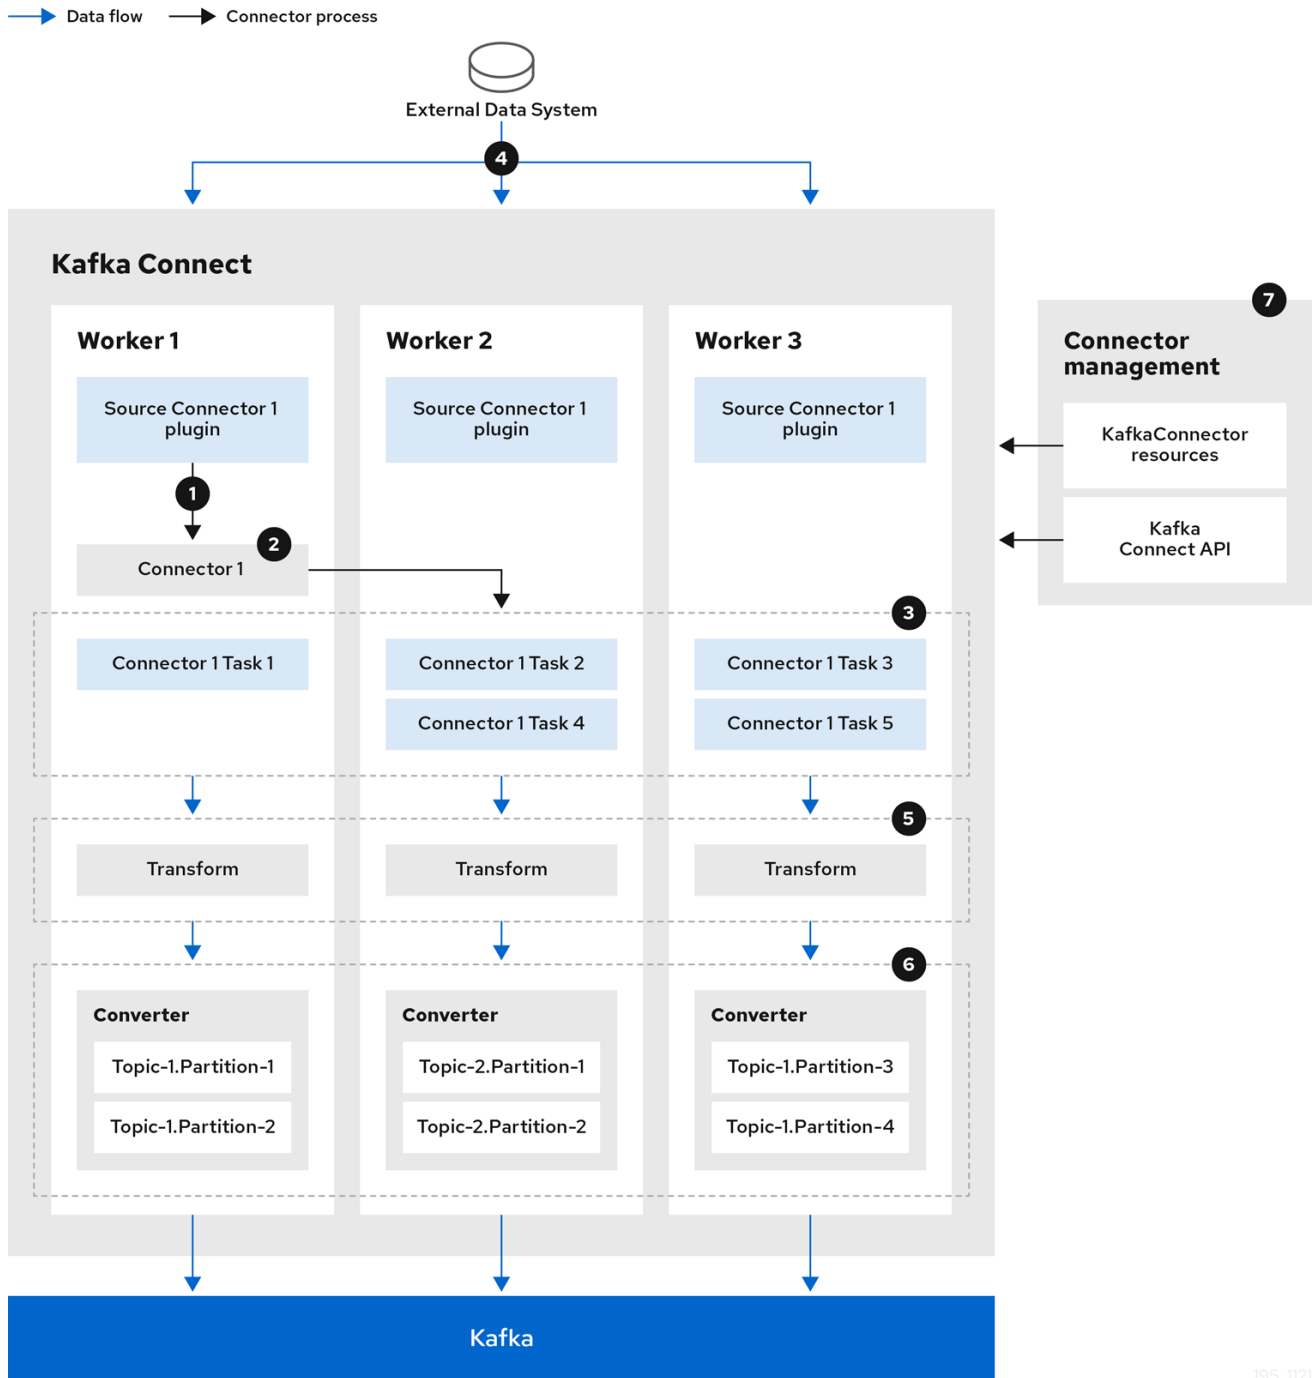 Data flow
Connector process
External Data System
4
Kafka Connect
7
Worker 1
Worker 2
Worker 3
Connector
management
Source Connector 1
plugin
Source Connector 1
plugin
Source Connector 1
plugin
KafkaConnector
resources
1
Kafka
Connect API
2
Connector 1
3
Connector 1 Task 1
Connector 1 Task 2
Connector 1 Task 3
Connector 1 Task 4
Connector 1 Task 5
5
Transform
Transform
Transform
6
Converter
Converter
Converter
Topic-1.Partition-1
Topic-2.Partition-1
Topic-1.Partition-3
Topic-1.Partition-2
Topic-2.Partition-2
Topic-1.Partition-4
Kafka
195_1121